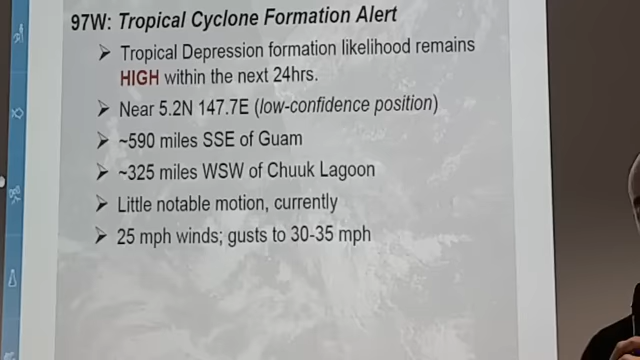 97W: Tropical Cyclone Formation Alert
➢ Tropical Depression formation likelihood remains
HIGH within the next 24hrs.
➢ Near 5.2N 147.7E (low-confidence position)
➢ ~590 miles SSE of Guam
➢ ~325 miles WSW of Chuuk Lagoon
➢ Little notable motion, currently
➢ 25 mph winds; gusts to 30-35 mph